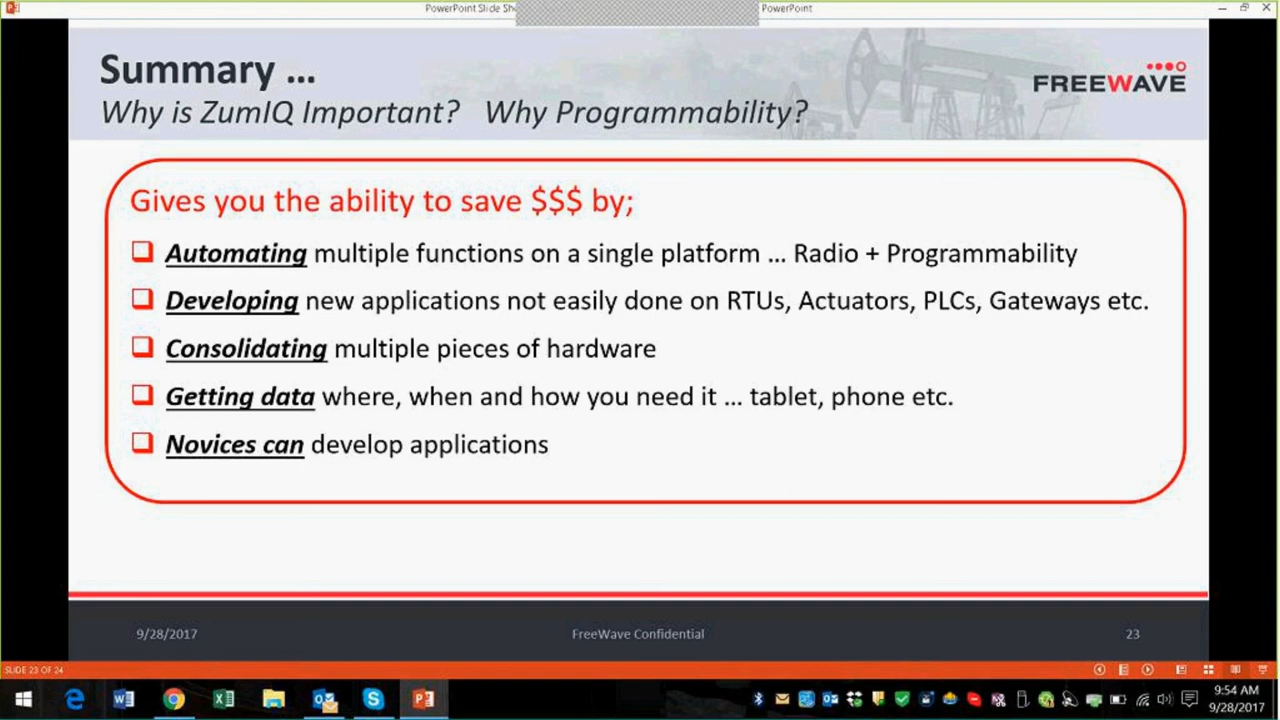 PowerPoint Slide Sh
PowerPoint
Summary ...
FREEWAVE
Why is ZumIQ Important? Why Programmability?
Gives you the ability to save $$$ by;
Automating multiple functions on a single platform ... Radio + Programmability
Developing new applications not easily done on RTUs, Actuators, PLCs, Gateways etc.
Consolidating multiple pieces of hardware
Getting data where, when and how you need it ... tablet, phone etc.
Novices can develop applications
9/28/2017
FreeWave Confidential
23
SLIDE 23 OF 24
9:54 AM
9/28/2017